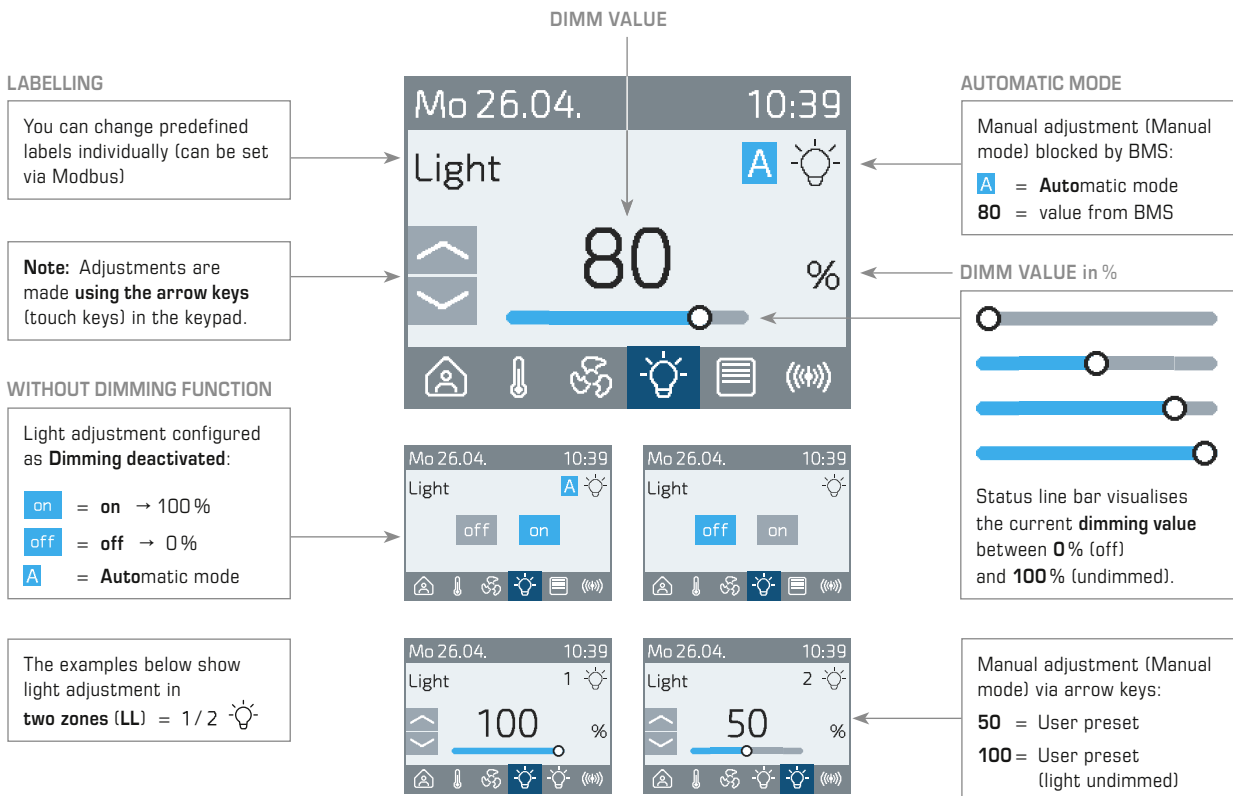 DIMM VALUE
LABELLING
You can change predefined
labels individually (can be set
via Modbus)
Note: Adjustments are
made using the arrow keys
(touch keys) in the keypad.
Mo 26.04. 10:39
Light A
80
%
AUTOMATIC MODE
Manual adjustment (Manual
mode) blocked by BMS:
A = Automatic mode
80 = value from BMS
DIMM VALUE in %
Status line bar visualises
the current dimming value
between 0 % (off)
and 100 % (undimmed).
WITHOUT DIMMING FUNCTION
Light adjustment configured
as Dimming deactivated:
on = on → 100 %
off = off → 0 %
A = Automatic mode
Mo 26.04. 10:39
Light A
off on
Mo 26.04. 10:39
Light
off on
The examples below show
light adjustment in
two zones (LL) = 1 / 2
Mo 26.04. 10:39
Light 1
100 %
Mo 26.04. 10:39
Light 2
50 %
Manual adjustment (Manual
mode) via arrow keys:
50 = User preset
100 = User preset
(light undimmed)